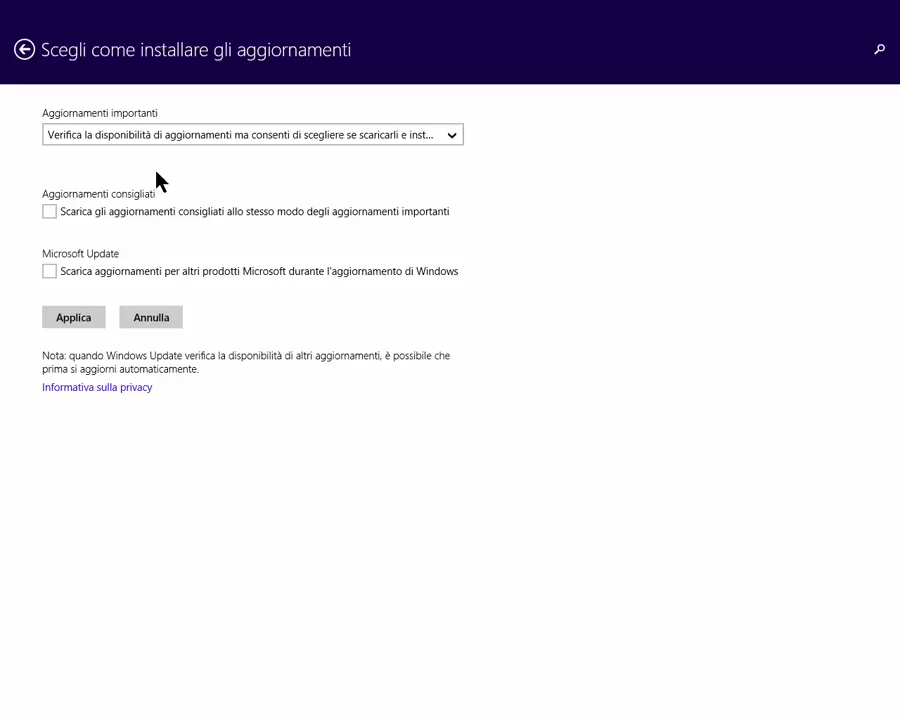 Scegli come installare gli aggiornamenti
Aggiornamenti importanti
Verifica la disponibilità di aggiornamenti ma consenti di scegliere se scaricarli e inst...
Aggiornamenti consigliati
Scarica gli aggiornamenti consigliati allo stesso modo degli aggiornamenti importanti
Microsoft Update
Scarica aggiornamenti per altri prodotti Microsoft durante l'aggiornamento di Windows
Applica Annulla
Nota: quando Windows Update verifica la disponibilità di altri aggiornamenti, è possibile che
prima si aggiorni automaticamente.
Informativa sulla privacy